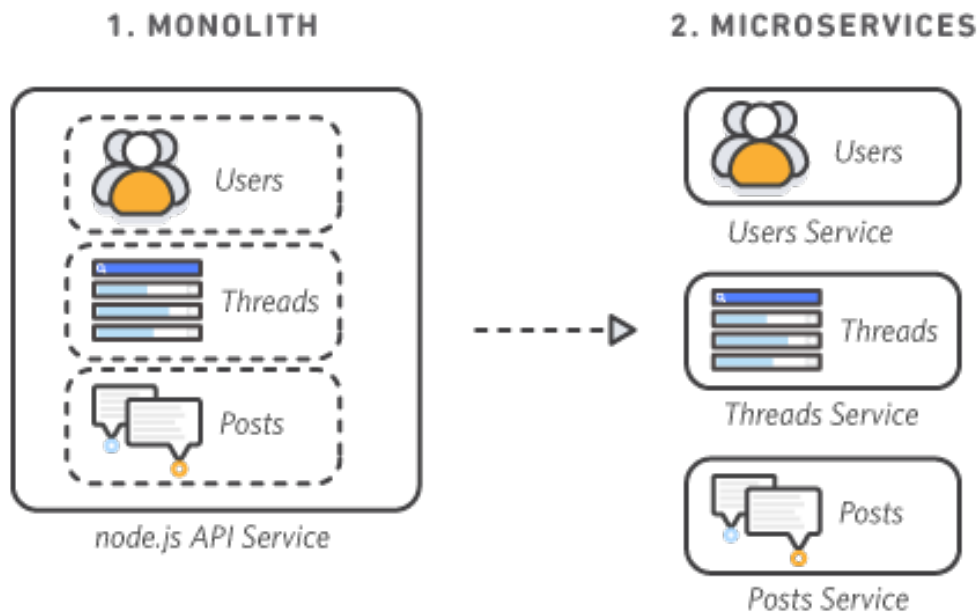 1. MONOLITH
Users
Threads
Posts
node.js API Service
2. MICROSERVICES
Users
Users Service
Threads
Threads Service
Posts
Posts Service